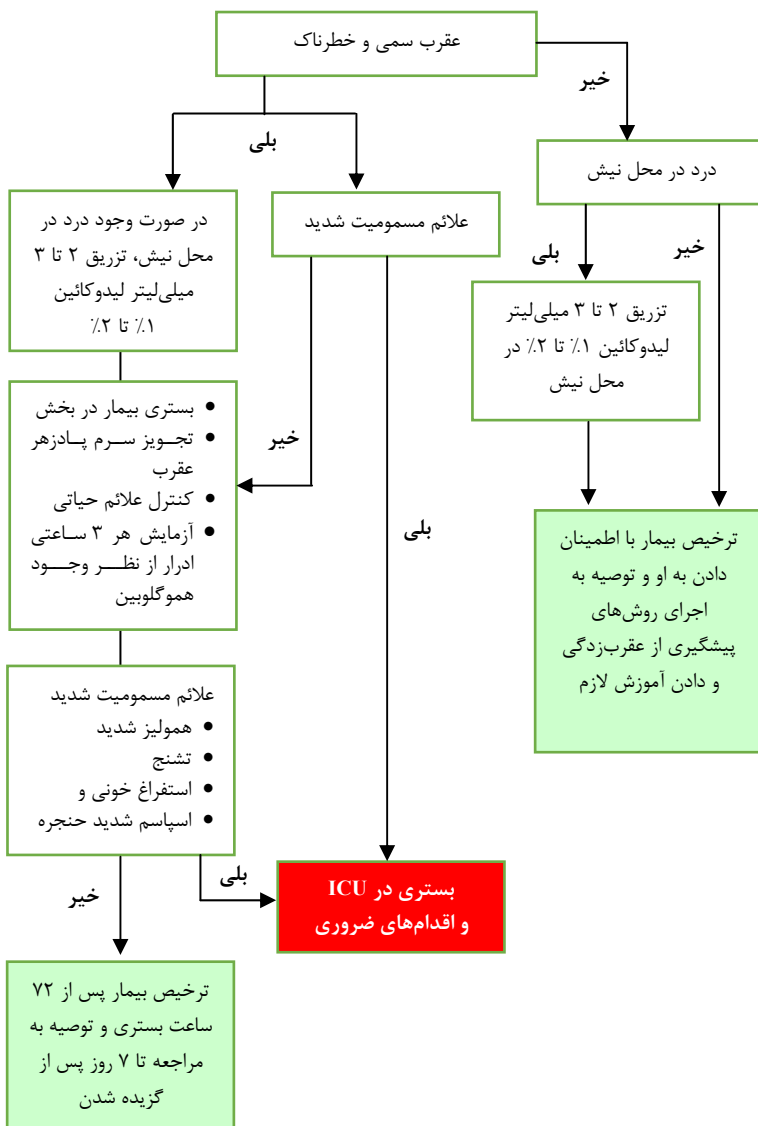 عقرب سمی و خطرناک
خیر
بلی
درد در محل نیش
در صورت وجود درد در
محل نیش، تزریق ۲ تا ۳
میلی‌لیتر لیدوکائین
۱٪ تا ۲٪
علائم مسمومیت شدید
بلی
خیر
تزریق ۲ تا ۳ میلی‌لیتر
لیدوکائین ۱٪ تا ۲٪ در
محل نیش
• بستری بیمار در بخش
• تجـویز سـرم پـادزهر
عقرب
• کنترل علائم حیاتی
• آزمایش هر ۳ سـاعتی
ادرار از نظـر وجـود
هموگلوبین
خیر
بلی
ترخیص بیمار با اطمینان
دادن به او و توصیه به
اجرای روش‌های
پیشگیری از عقرب‌زدگی
و دادن آموزش لازم
علائم مسمومیت شدید
• همولیز شدید
• تشنج
• استفراغ خونی و
• اسپاسم شدید حنجره
بلی
خیر
بستری در ICU
و اقدام‌های ضروری
ترخیص بیمار پس از ۷۲
ساعت بستری و توصیه به
مراجعه تا ۷ روز پس از
گزیده شدن